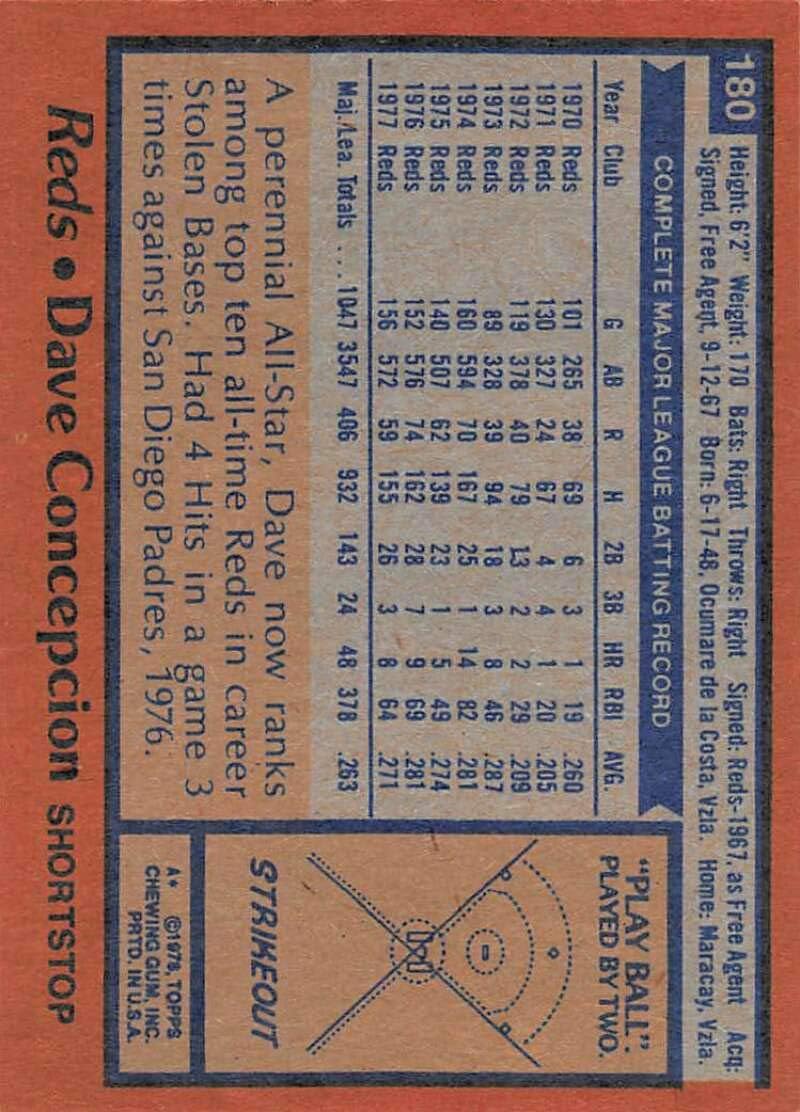 180
Height: 6'2" Weight: 170 Bats: Right Throws: Right Signed: Reds-1967, as Free Agent Acq:
Signed, Free Agent, 9-12-67 Born: 6-17-48, Ocumare de la Costa, Vzla. Home: Maracay, Vzla.
COMPLETE MAJOR LEAGUE BATTING RECORD
Year Club G AB R H 2B 3B HR RBI AVG.
1970 Reds 101 265 38 69 6 3 1 19 .260
1971 Reds 130 327 24 67 4 4 1 20 .205
1972 Reds 119 378 40 79 13 2 2 29 .209
1973 Reds 89 328 39 94 18 3 8 46 .287
1974 Reds 160 594 70 167 25 1 14 82 .281
1975 Reds 140 507 62 139 23 1 5 49 .274
1976 Reds 152 576 74 162 28 7 9 69 .281
1977 Reds 156 572 59 155 26 3 8 64 .271
Maj. Lea. Totals ... 1047 3547 406 932 143 24 48 378 .263
A perennial All-Star, Dave now ranks
among top ten all-time Reds in career
Stolen Bases. Had 4 Hits in a game 3
times against San Diego Padres, 1976.
"PLAY BALL":
PLAYED BY TWO.
STRIKEOUT
A* ©1978, TOPPS
CHEWING GUM, INC.
PRTD. IN U.S.A.
Reds • Dave Concepcion SHORTSTOP